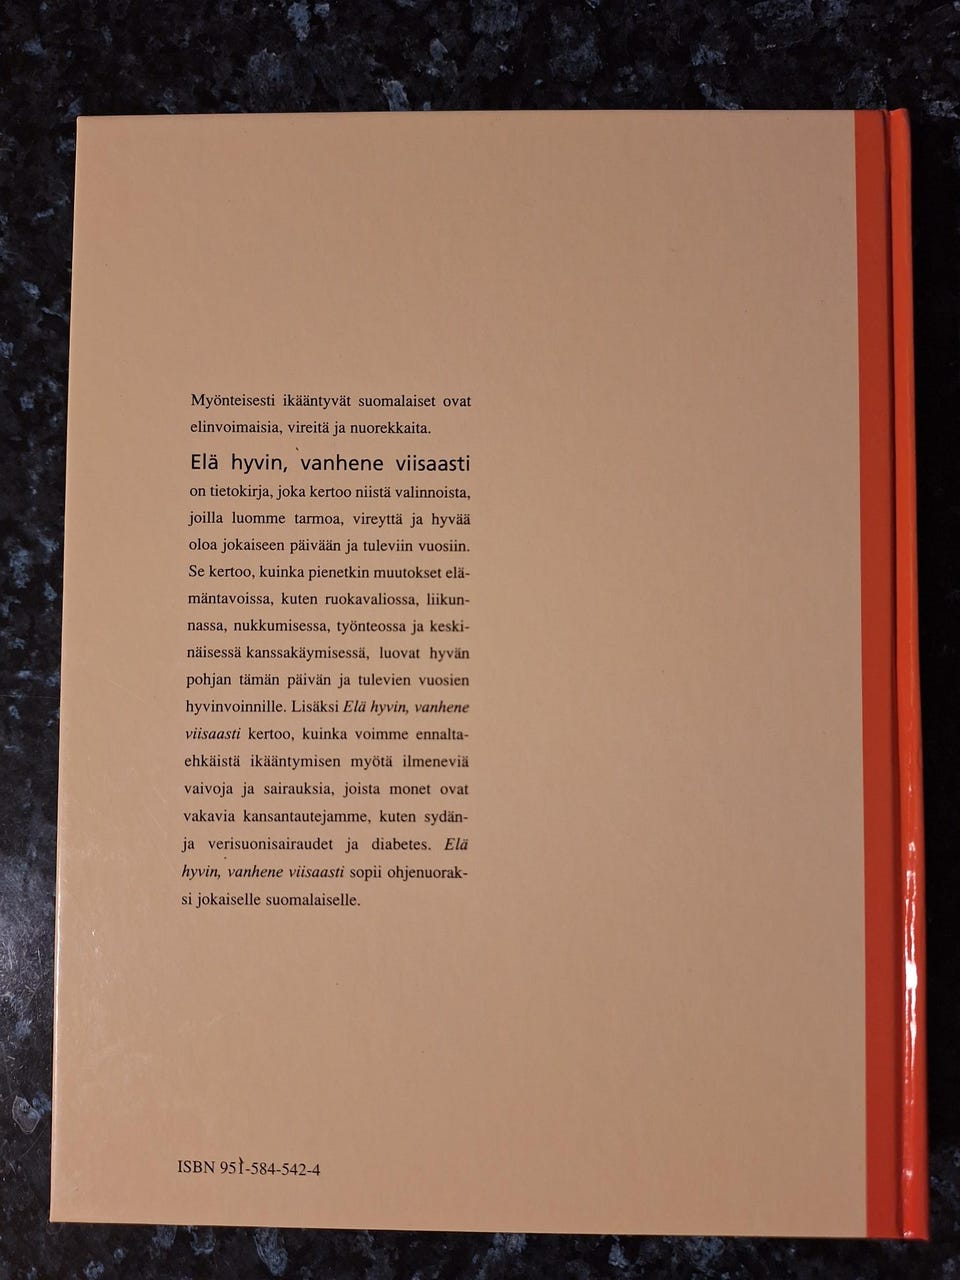 Myönteisesti ikääntyvät suomalaiset ovat
elinvoimaisia, vireitä ja nuorekkaita.
Elä hyvin, vanhene viisaasti
on tietokirja, joka kertoo niistä valinnoista,
joilla luomme tarmoa, vireyttä ja hyvää
oloa jokaiseen päivään ja tuleviin vuosiin.
Se kertoo, kuinka pienetkin muutokset elä-
mäntavoissa, kuten ruokavaliossa, liikun-
nassa, nukkumisessa, työnteossa ja keski-
näisessä kanssakäymisessä, luovat hyvän
pohjan tämän päivän ja tulevien vuosien
hyvinvoinnille. Lisäksi Elä hyvin, vanhene
viisaasti kertoo, kuinka voimme ennalta-
ehkäistä ikääntymisen myötä ilmeneviä
vaivoja ja sairauksia, joista monet ovat
vakavia kansantautejamme, kuten sydän-
ja verisuonisairaudet ja diabetes. Elä
hyvin, vanhene viisaasti sopii ohjenuorak-
si jokaiselle suomalaiselle.
ISBN 951-584-542-4